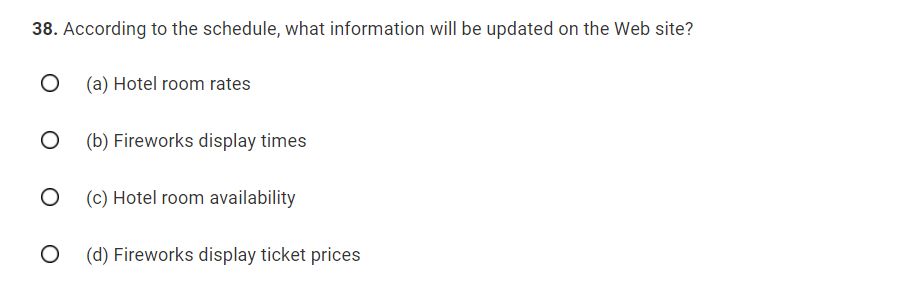 38. According to the schedule, what information will be updated on the Web site?
(a) Hotel room rates
(b) Fireworks display times
(c) Hotel room availability
(d) Fireworks display ticket prices